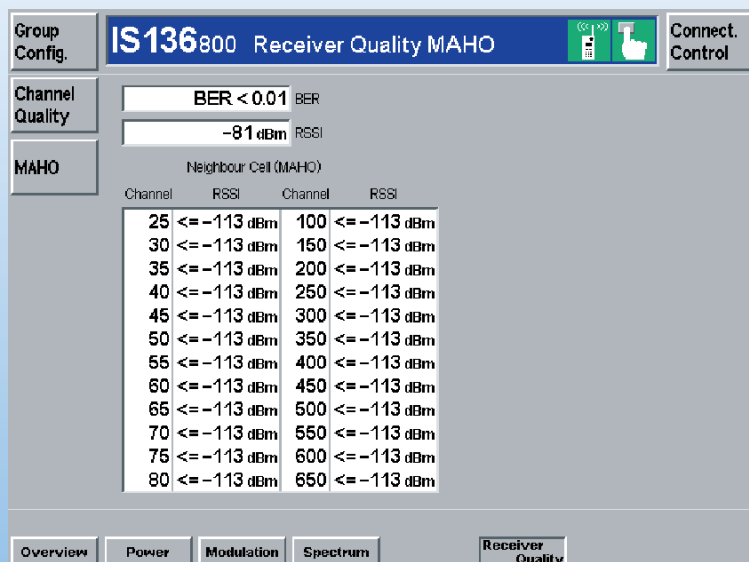 Group
Config.
IS136800 Receiver Quality MAHO
Connect.
Control
Channel
Quality
BER < 0.01 BER
−81 dBm RSSI
MAHO
Neighbour Cell (MAHO)
Channel RSSI Channel RSSI
25 <= −113 dBm 100 <= −113 dBm
30 <= −113 dBm 150 <= −113 dBm
35 <= −113 dBm 200 <= −113 dBm
40 <= −113 dBm 250 <= −113 dBm
45 <= −113 dBm 300 <= −113 dBm
50 <= −113 dBm 350 <= −113 dBm
55 <= −113 dBm 400 <= −113 dBm
60 <= −113 dBm 450 <= −113 dBm
65 <= −113 dBm 500 <= −113 dBm
70 <= −113 dBm 550 <= −113 dBm
75 <= −113 dBm 600 <= −113 dBm
80 <= −113 dBm 650 <= −113 dBm
Overview Power Modulation Spectrum Receiver
Quality